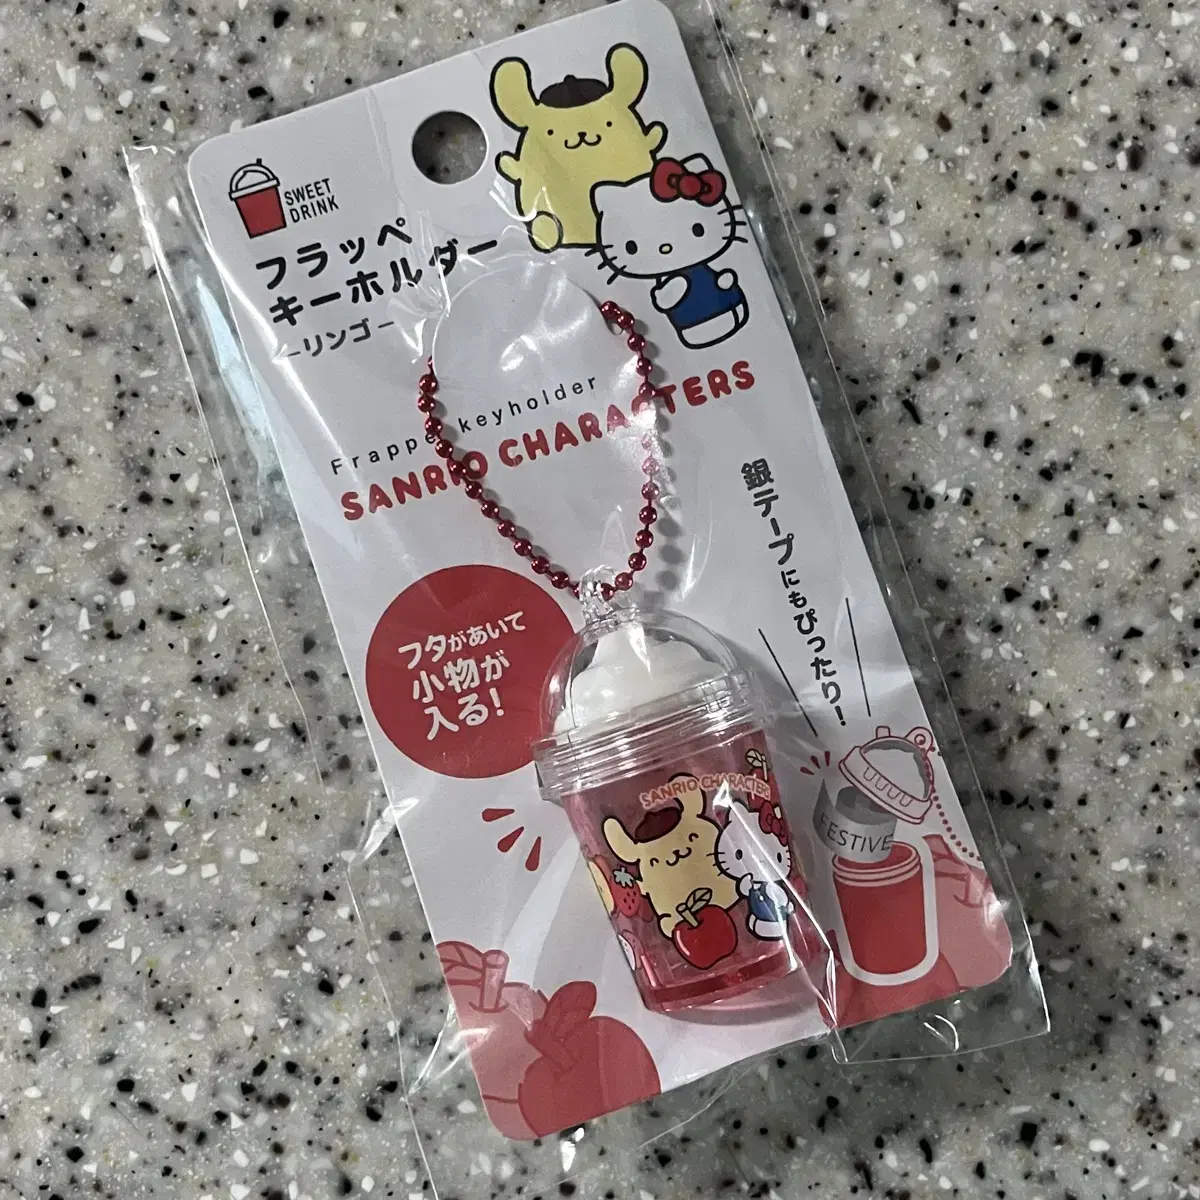 SWEET
DRINK
フラッペ
キーホルダー
ーリンゴー
Frappe keyholder
SANRIO CHARACTERS
銀テープにもぴったり!
フタがあいて
小物が
入る!
SANRIO CHARACTERS
FESTIVE